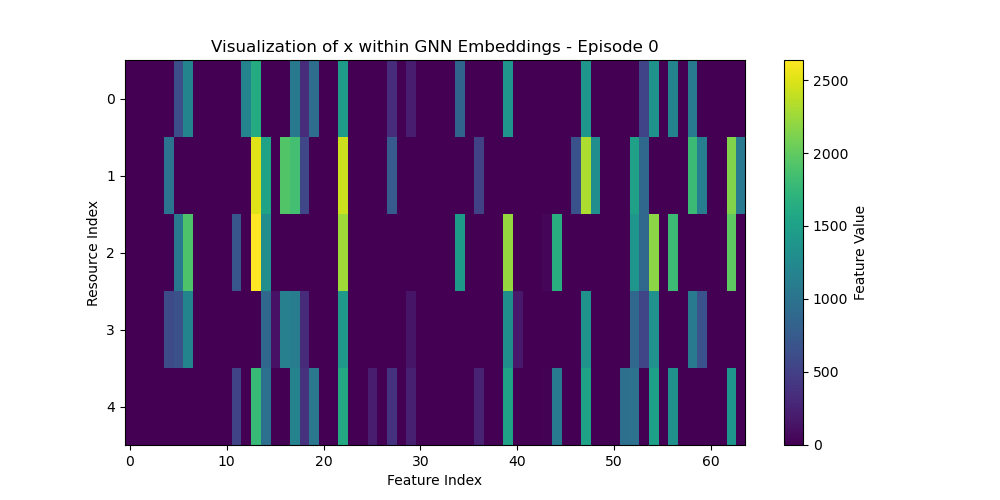 Visualization of x within GNN Embeddings - Episode 0
Resource Index
0
1
2
3
4
0 10 20 30 40 50 60
Feature Index
2500
2000
1500
1000
500
0
Feature Value